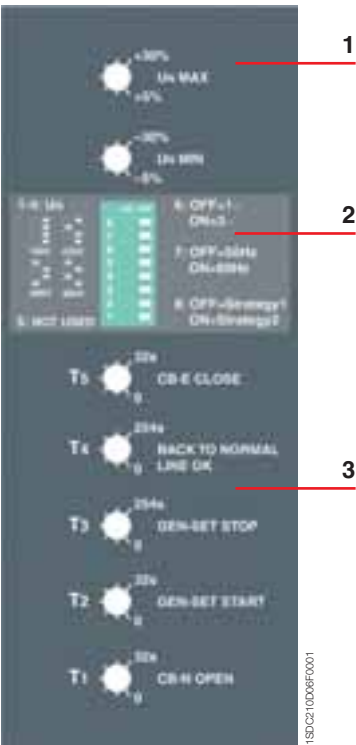 1
+30%
Un MAX
+5%
-30%
Un MIN
-5%
2
1-4: Un
6: OFF=1~
ON=3~
7: OFF=50Hz
ON=60Hz
5: NOT USED
8: OFF=Strategy1
ON=Strategy2
32s
T5 CB-E CLOSE
0
254s
T4 BACK TO NORMAL
LINE OK
0
3
254s
T3 GEN-SET STOP
0
32s
T2 GEN-SET START
0
32s
T1 CB-N OPEN
0
1SDC210D06F0001